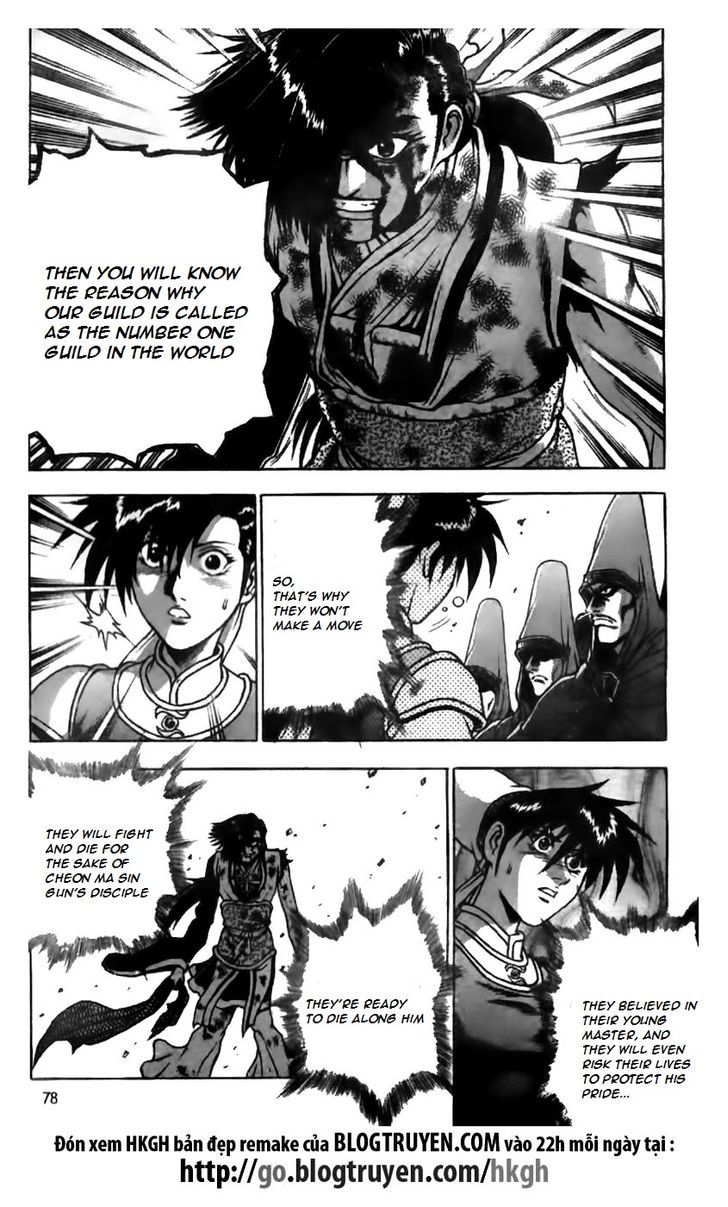 THEN YOU WILL KNOW
THE REASON WHY
OUR GUILD IS CALLED
AS THE NUMBER ONE
GUILD IN THE WORLD
SO,
THAT'S WHY
THEY WON'T
MAKE A MOVE
THEY WILL FIGHT
AND DIE FOR
THE SAKE OF
CHEON MA SIN
GUN'S DISCIPLE
THEY'RE READY
TO DIE ALONG HIM
THEY BELIEVED IN
THEIR YOUNG
MASTER, AND
THEY WILL EVEN
RISK THEIR LIVES
TO PROTECT HIS
PRIDE...
78
Đón xem HKGH bản đẹp remake của BLOGTRUYEN.COM vào 22h mỗi ngày tại :
http://go.blogtruyen.com/hkgh